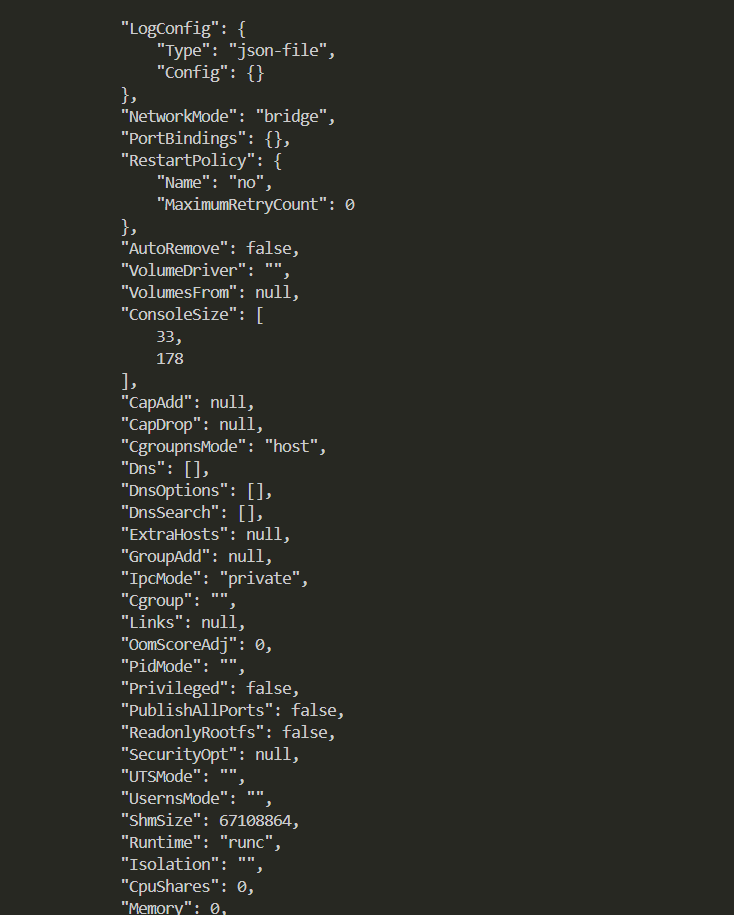 "LogConfig": {
"Type": "json-file",
"Config": {}
},
"NetworkMode": "bridge",
"PortBindings": {},
"RestartPolicy": {
"Name": "no",
"MaximumRetryCount": 0
},
"AutoRemove": false,
"VolumeDriver": "",
"VolumesFrom": null,
"ConsoleSize": [
33,
178
],
"CapAdd": null,
"CapDrop": null,
"CgroupnsMode": "host",
"Dns": [],
"DnsOptions": [],
"DnsSearch": [],
"ExtraHosts": null,
"GroupAdd": null,
"IpcMode": "private",
"Cgroup": "",
"Links": null,
"OomScoreAdj": 0,
"PidMode": "",
"Privileged": false,
"PublishAllPorts": false,
"ReadonlyRootfs": false,
"SecurityOpt": null,
"UTSMode": "",
"UsernsMode": "",
"ShmSize": 67108864,
"Runtime": "runc",
"Isolation": "",
"CpuShares": 0,
"Memory": 0,